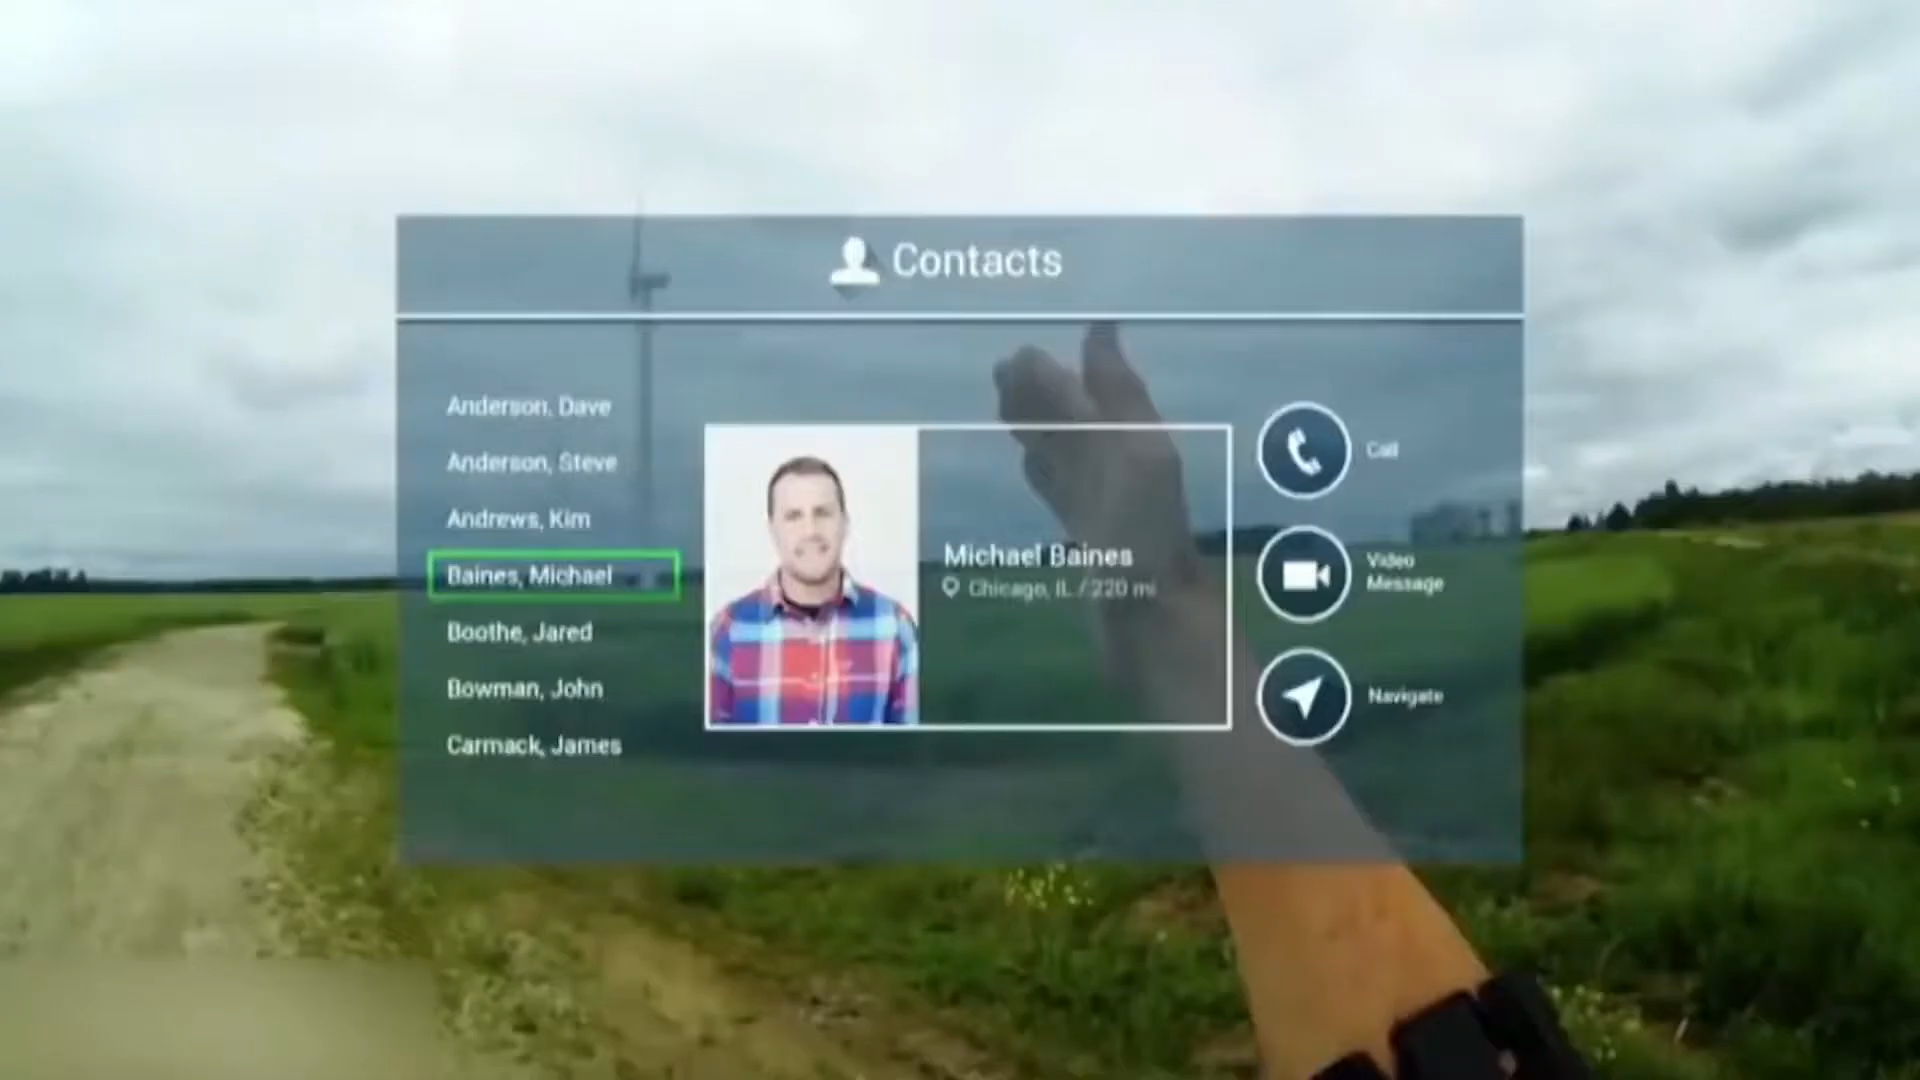 Contacts
Anderson, Dave
Anderson, Steve
Andrews, Kim
Baines, Michael
Boothe, Jared
Bowman, John
Carmack, James
Michael Baines
Chicago, IL / 220 mi
Call
Video
Message
Navigate